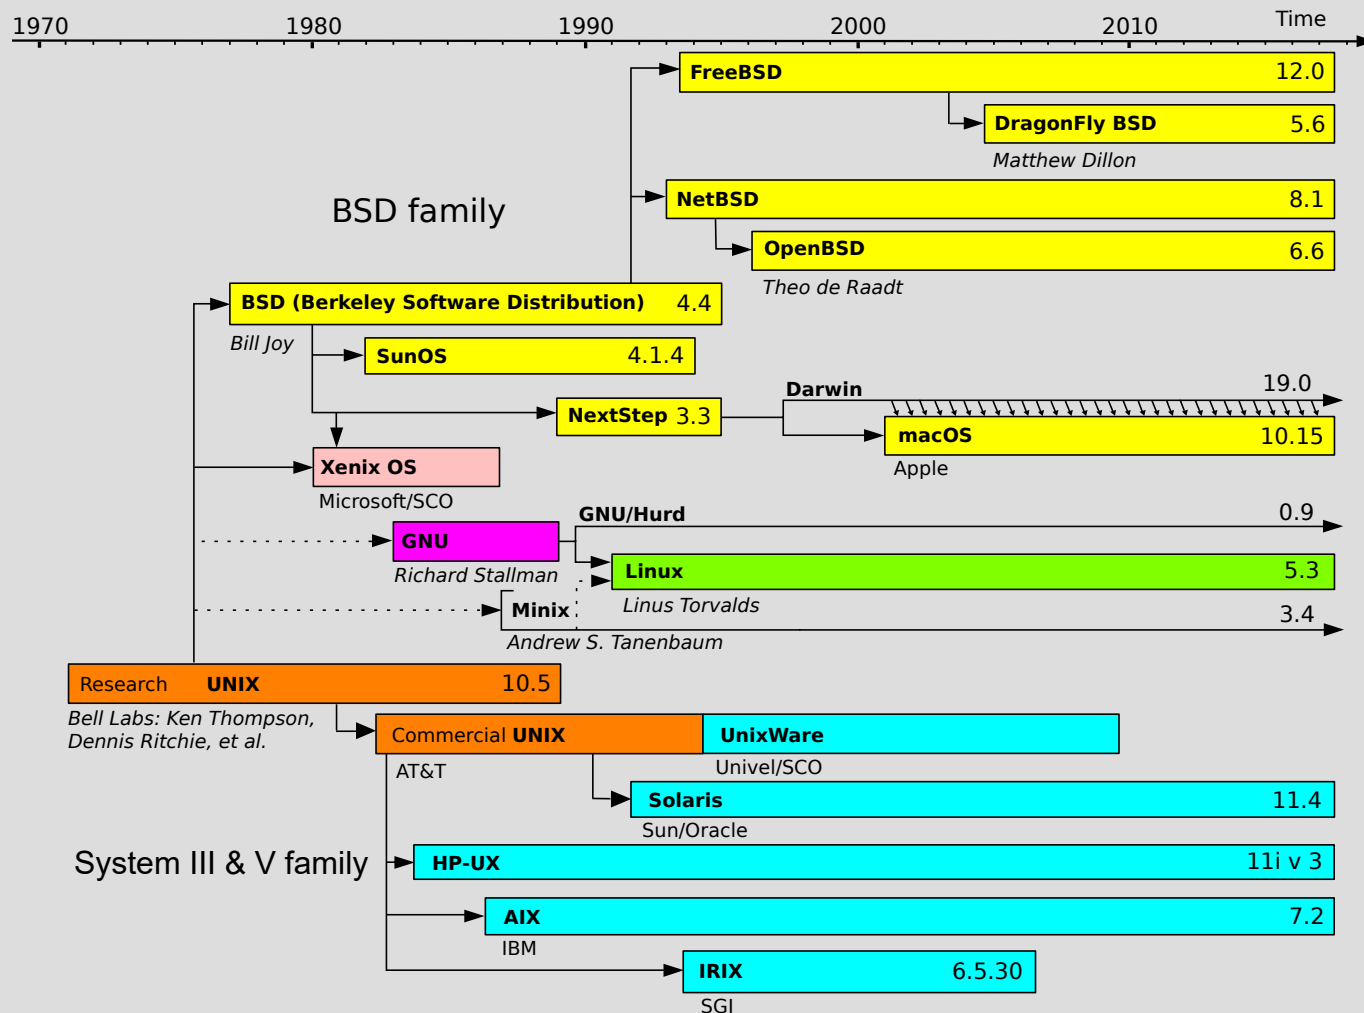 1970 1980 1990 2000 2010 Time
FreeBSD 12.0
DragonFly BSD 5.6
Matthew Dillon
NetBSD 8.1
BSD family
OpenBSD 6.6
Theo de Raadt
BSD (Berkeley Software Distribution) 4.4
Bill Joy
SunOS 4.1.4
Darwin 19.0
NextStep 3.3
macOS 10.15
Apple
Xenix OS
Microsoft/SCO
GNU/Hurd 0.9
GNU
Richard Stallman
Linux 5.3
Linus Torvalds
Minix 3.4
Andrew S. Tanenbaum
Research UNIX 10.5
Bell Labs: Ken Thompson,
Dennis Ritchie, et al.
Commercial UNIX
AT&T
UnixWare
Univel/SCO
Solaris 11.4
Sun/Oracle
System III & V family
HP-UX 11i v 3
AIX 7.2
IBM
IRIX 6.5.30
SGI